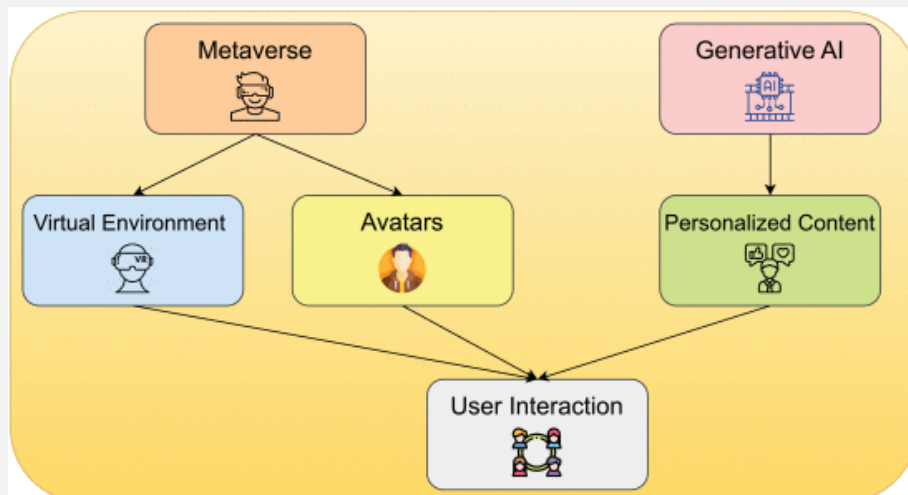 Metaverse
Generative AI
AI
Virtual Environment
Avatars
Personalized Content
VR
User Interaction